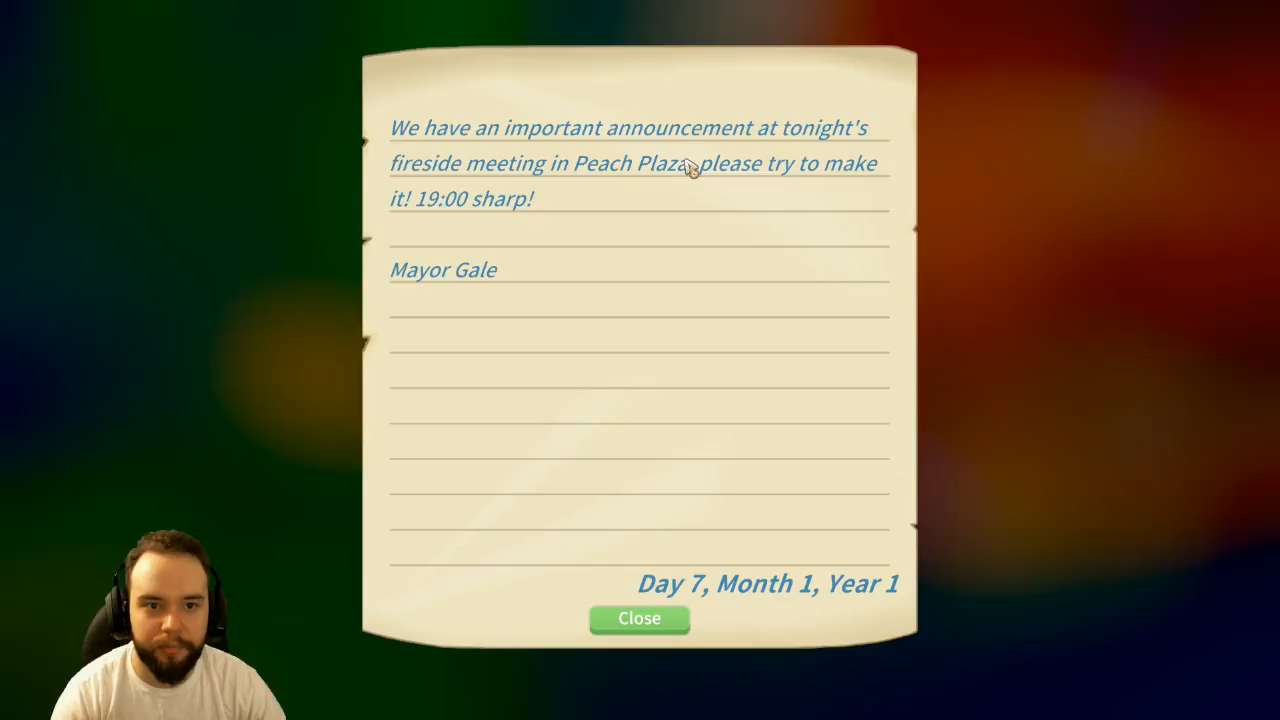 We have an important announcement at tonight's
fireside meeting in Peach Plaza, please try to make
it! 19:00 sharp!
Mayor Gale
Day 7, Month 1, Year 1
Close